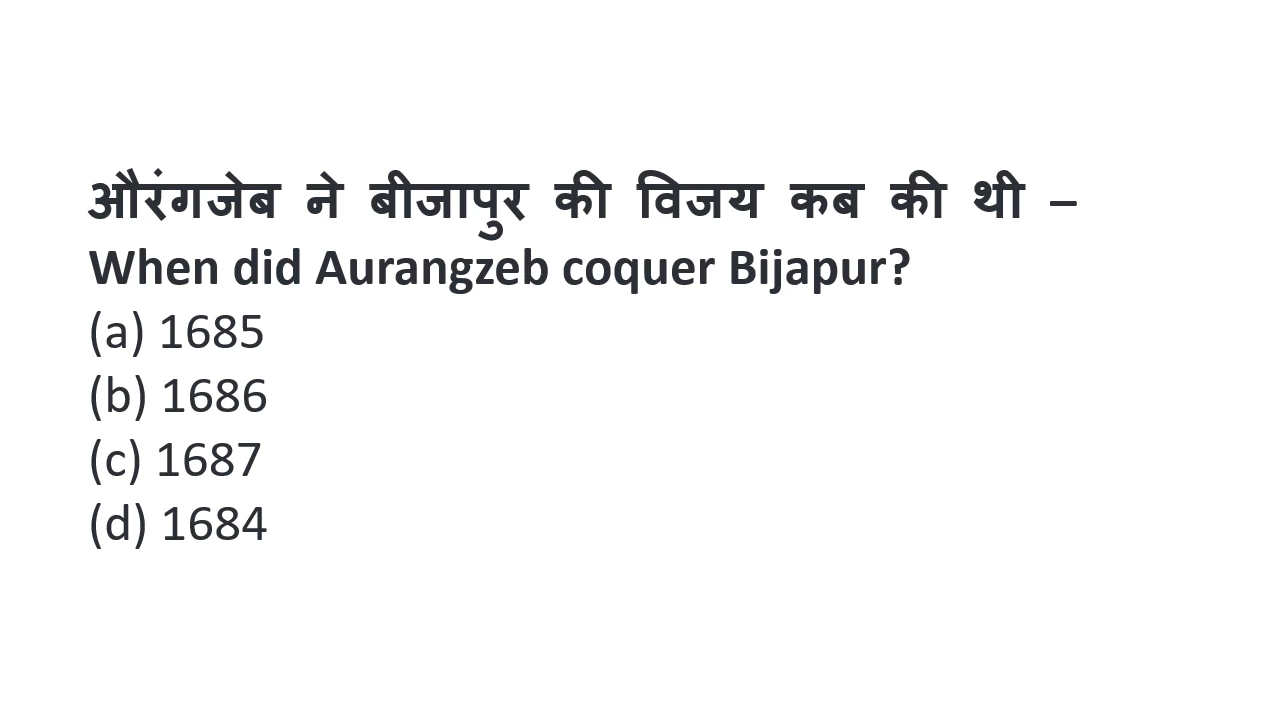 औरंगजेब ने बीजापुर की विजय कब की थी –
When did Aurangzeb coquer Bijapur?
(a) 1685
(b) 1686
(c) 1687
(d) 1684